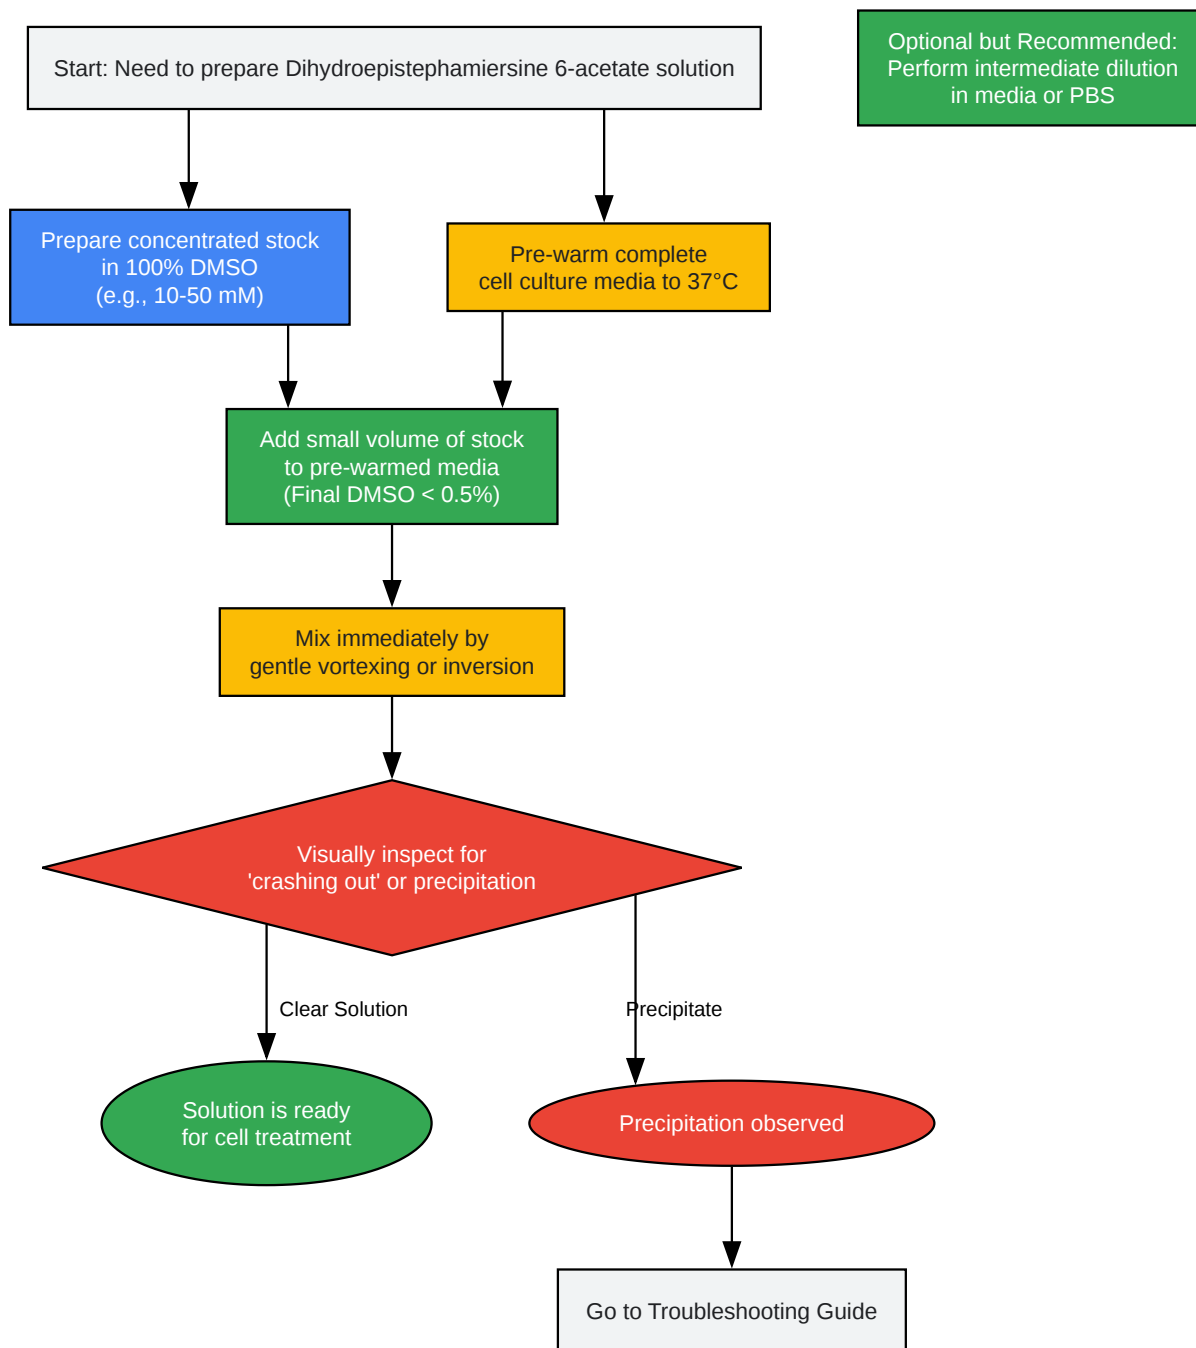 Start: Need to prepare Dihydroepistephamiersine 6-acetate solution
Optional but Recommended:
Perform intermediate dilution
in media or PBS
Prepare concentrated stock
in 100% DMSO
(e.g., 10-50 mM)
Pre-warm complete
cell culture media to 37°C
Add small volume of stock
to pre-warmed media
(Final DMSO < 0.5%)
Mix immediately by
gentle vortexing or inversion
Visually inspect for
'crashing out' or precipitation
Clear Solution
Precipitate
Solution is ready
for cell treatment
Precipitation observed
Go to Troubleshooting Guide